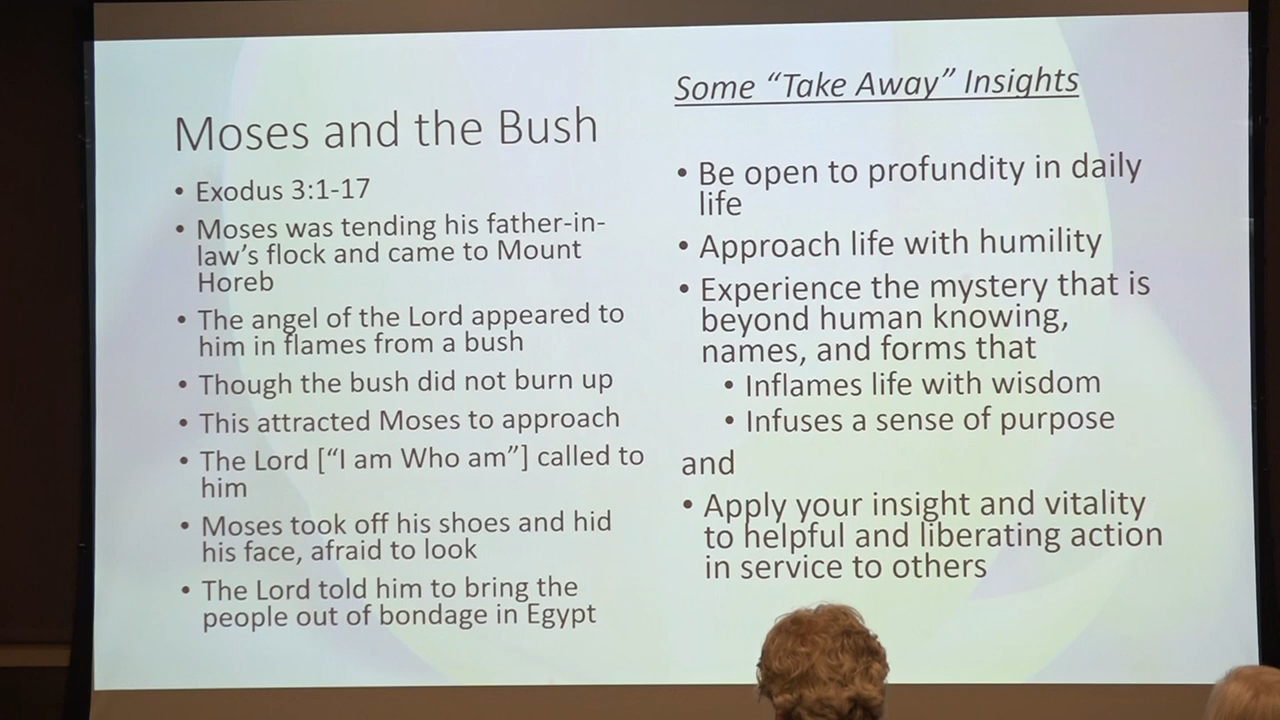 Moses and the Bush
• Exodus 3:1-17
• Moses was tending his father-in-
law's flock and came to Mount
Horeb
• The angel of the Lord appeared to
him in flames from a bush
• Though the bush did not burn up
• This attracted Moses to approach
• The Lord [“I am Who am”] called to
him
• Moses took off his shoes and hid
his face, afraid to look
• The Lord told him to bring the
people out of bondage in Egypt
Some “Take Away” Insights
• Be open to profundity in daily
life
• Approach life with humility
• Experience the mystery that is
beyond human knowing,
names, and forms that
• Inflames life with wisdom
• Infuses a sense of purpose
and
• Apply your insight and vitality
to helpful and liberating action
in service to others